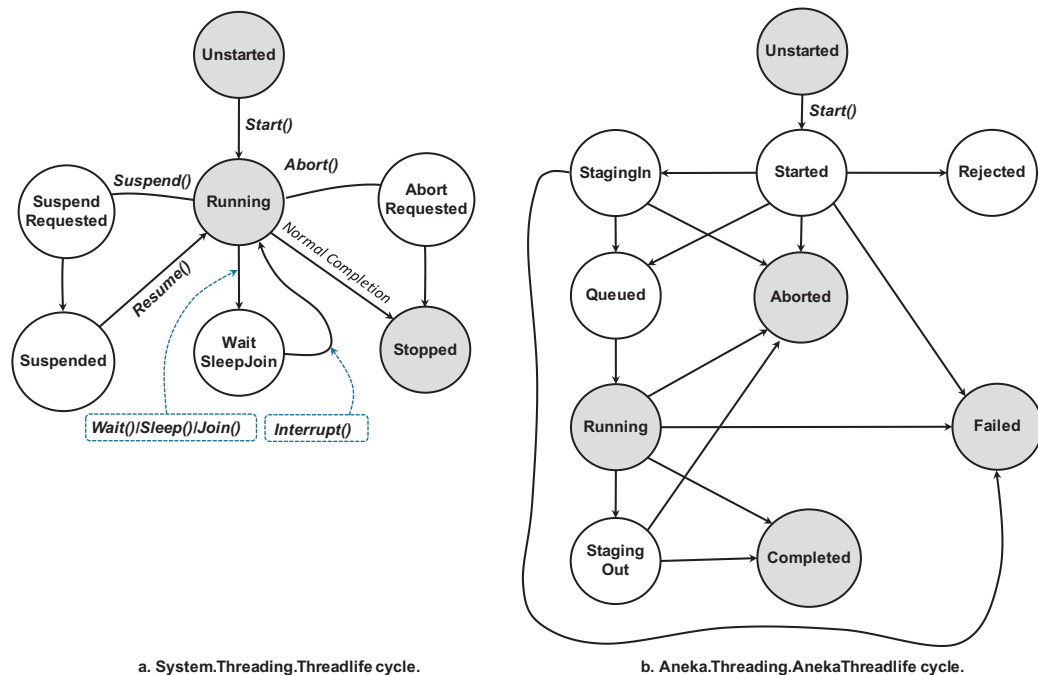 Unstarted
Start()
Suspend()
Abort()
Suspend
Requested
Running
Abort
Requested
Normal Completion
Resume()
Suspended
Wait
SleepJoin
Stopped
Wait()/Sleep()/Join()
Interrupt()
a. System.Threading.Threadlife cycle.
Unstarted
Start()
StagingIn
Started
Rejected
Queued
Aborted
Running
Failed
Staging
Out
Completed
b. Aneka.Threading.AnekaThreadlife cycle.